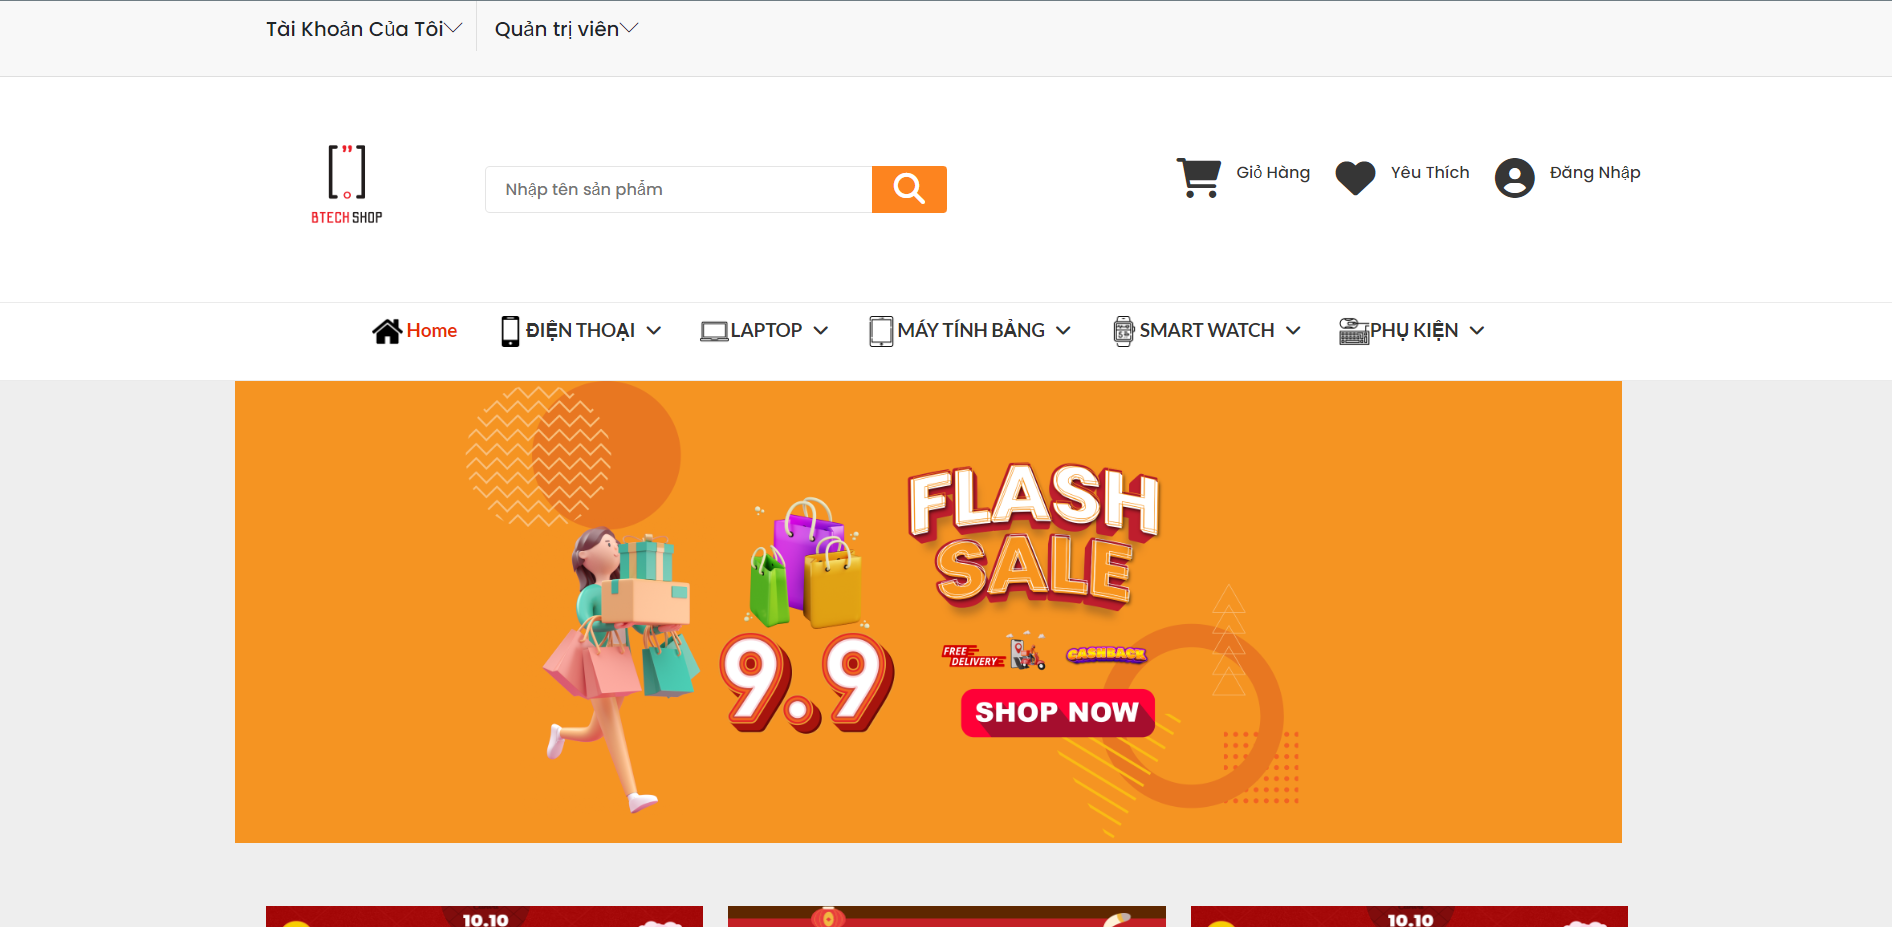 Tài Khoản Của Tôi Quản trị viên
BTECH SHOP
Nhập tên sản phẩm
Giỏ Hàng Yêu Thích Đăng Nhập
Home ĐIỆN THOẠI LAPTOP MÁY TÍNH BẢNG SMART WATCH PHỤ KIỆN
FLASH
SALE
9.9
FREE
DELIVERY
CASHBACK
SHOP NOW
10.10 10.10